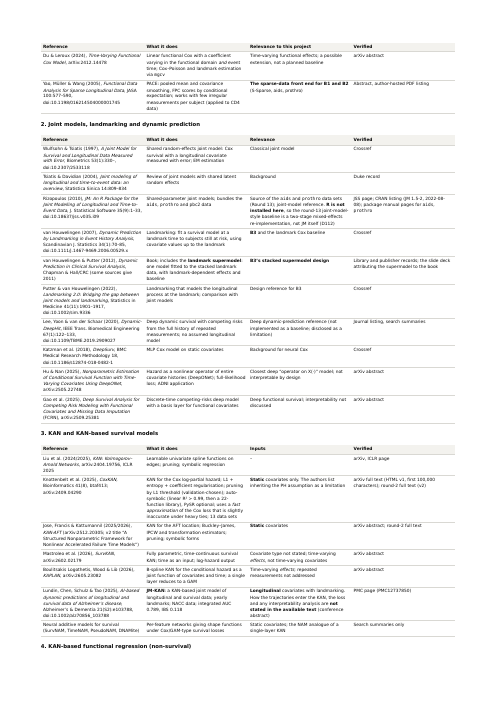 Reference What it does Relevance to this project Verified
Du & Leroux (2024), Time-Varying Functional Cox Model, arXiv:2012.14478
Linear functional Cox with a coefficient varying in the functional domain and event time; Cox-Poisson and landmark estimation via mgcv
Time-varying functional effects; a possible extension, not a planned baseline
arXiv abstract
Yao, Müller & Wang (2005), Functional Data Analysis for Sparse Longitudinal Data, JASA 100:577–590, doi:10.1198/016214504000001745
PACE: pooled mean and covariance smoothing, FPC scores by conditional expectation; works with few irregular measurements per subject (applied to CD4 data)
The sparse-data front end for B1 and B2 (S-Sparse, aids, prothro)
Abstract, author-hosted PDF listing
2. Joint models, landmarking and dynamic prediction
Reference What it does Relevance to this project Verified
Wulfsohn & Tsiatis (1997), A Joint Model for Survival and Longitudinal Data Measured with Error, Biometrics 53(1):330–, doi:10.2307/2533118
Shared random-effects joint model: Cox survival with a longitudinal covariate measured with error; EM estimation
Classical joint model
Crossref
Tsiatis & Davidian (2004), Joint modeling of longitudinal and time-to-event data: an overview, Statistica Sinica 14:809–834
Review of joint models with shared latent random effects
Background
Duke record
Rizopoulos (2010), JM: An R Package for the Joint Modelling of Longitudinal and Time-to-Event Data, J. Statistical Software 35(9):1–33, doi:10.18637/jss.v035.i09
Shared-parameter joint models; bundles the aids, prothro and pbc2 data
Source of the aids and prothro data sets (Round 13), joint model reference. R is not installed here, so the round-13 joint-model-style baseline is a two-stage mixed-effects re-implementation, not JM itself (D112)
JSS page; CRAN listing (JM 1.5-2, 2022-08-08); package manual pages for aids, prothro
van Houwelingen (2007), Dynamic Prediction by Landmarking in Event History Analysis, Scandinavian J. Statistics 34(1):70–85, doi:10.1111/j.1467-9469.2006.00529.x
Landmarking: fit a survival model at a landmark time to subjects still at risk, using covariate values up to the landmark
B3 and the landmark Cox baseline
Crossref
van Houwelingen & Putter (2012), Dynamic Prediction in Clinical Survival Analysis, Chapman & Hall/CRC (some sources give 2011)
Book; includes the landmark supermodel: one model fitted to the stacked landmark data, with landmark-dependent effects and baseline
B3's stacked supermodel design
Library and publisher records, the slide deck attributing the supermodel to the book
Putter & van Houwelingen (2022), Landmarking 2.0: Bridging the gap between joint models and landmarking, Statistics in Medicine 41(11):1901–1917, doi:10.1002/sim.9336
Landmarking that models the longitudinal process at the landmark; comparison with joint models
Design reference for B3
Crossref
Lee, Yoon & van der Schaar (2020), Dynamic-DeepHit, IEEE Trans. Biomedical Engineering 67(1):122–133, doi:10.1109/TBME.2019.2909027
Deep dynamic survival with competing risks from the full history of repeated measurements; no assumed longitudinal model
Deep dynamic-prediction reference (not implemented as a baseline; disclosed as a limitation)
Journal listing, search summaries
Katzman et al. (2018), DeepSurv, BMC Medical Research Methodology 18, doi:10.1186/s12874-018-0482-1
MLP Cox model on static covariates
Background for neural Cox
Crossref
Hu & Nan (2025), Nonparametric Estimation of Conditional Survival Function with Time-Varying Covariates Using DeepONet, arXiv:2505.22748
Hazard as a nonlinear operator of entire covariate histories (DeepONet); full-likelihood loss; ADNI application
Closest deep "operator on X(·)" model; not interpretable by design
arXiv abstract
Gao et al. (2025), Deep Survival Analysis for Competing Risk Modeling with Functional Covariates and Missing Data Imputation (FCRN), arXiv:2509.25381
Discrete-time competing-risks deep model with a basis layer for functional covariates
Deep functional survival; interpretability not discussed
arXiv abstract
3. KAN and KAN-based survival models
Reference What it does Inputs Verified
Liu et al. (2024/2025), KAN: Kolmogorov–Arnold Networks, arXiv:2404.19756, ICLR 2025
Learnable univariate spline functions on edges; pruning; symbolic regression
–
arXiv, ICLR page
Knottenbelt et al. (2025), CoxKAN, Bioinformatics 41(8), btaf413; arXiv:2409.04290
KAN for the Cox log-partial hazard; L1 + entropy + coefficient regularisation; pruning by L1 threshold (validation-chosen); auto-symbolic (linear R² > 0.99, then a 22-function library), PySR optional; uses a fast approximation of the Cox loss that is slightly inaccurate under heavy ties; 13 data sets
Static covariates only. The authors list inheriting the PH assumption as a limitation
arXiv full text (HTML v1, first 100,000 characters); round-2 full text (v2)
Jose, Francis & Kattumannil (2025/2026), KAN-AFT (arXiv:2512.20305, v2 title "A Structured Nonparametric Framework for Nonlinear Accelerated Failure Time Models")
KAN for the AFT location; Buckley-James, IPCW and transformation estimators; pruning; symbolic forms
Static covariates
arXiv abstract; round-2 full text
Mastroleo et al. (2026), SurvKAN, arXiv:2602.02179
Fully parametric, time-continuous survival KAN; time as an input; log-hazard output
Covariate type not stated; time-varying effects, not time-varying covariates
arXiv abstract
Bouliotakis Logothetis, Wood & Lla (2026), KAPLAN, arXiv:2605.23082
B-spline KAN for the conditional hazard as a joint function of covariates and time; a single layer reduces to a GAM
Time-varying effects; repeated measurements not addressed
arXiv abstract
Lundin, Chen, Schulz & Tao (2025), AI-based dynamic predictions of longitudinal and survival data of Alzheimer's disease, Alzheimer's & Dementia 21(S2):e103788, doi:10.1002/alz70856_103788
JM-KAN: a KAN-based joint model of longitudinal and survival data; yearly landmarks; NACC data; integrated AUC 0.799, IBS 0.118
Longitudinal covariates with landmarking. How the trajectories enter the KAN, the loss and any interpretability analysis are not stated in the available text (conference abstract)
PMC page (PMC12737850)
Neural additive models for survival (SurvNAM, TimeNAM, PseudoNAM, DNAMite)
Per-feature networks giving shape functions under Cox/GAM-type survival losses
Static covariates; the NAM analogue of a single-layer KAN
Search summaries only
4. KAN-based functional regression (non-survival)